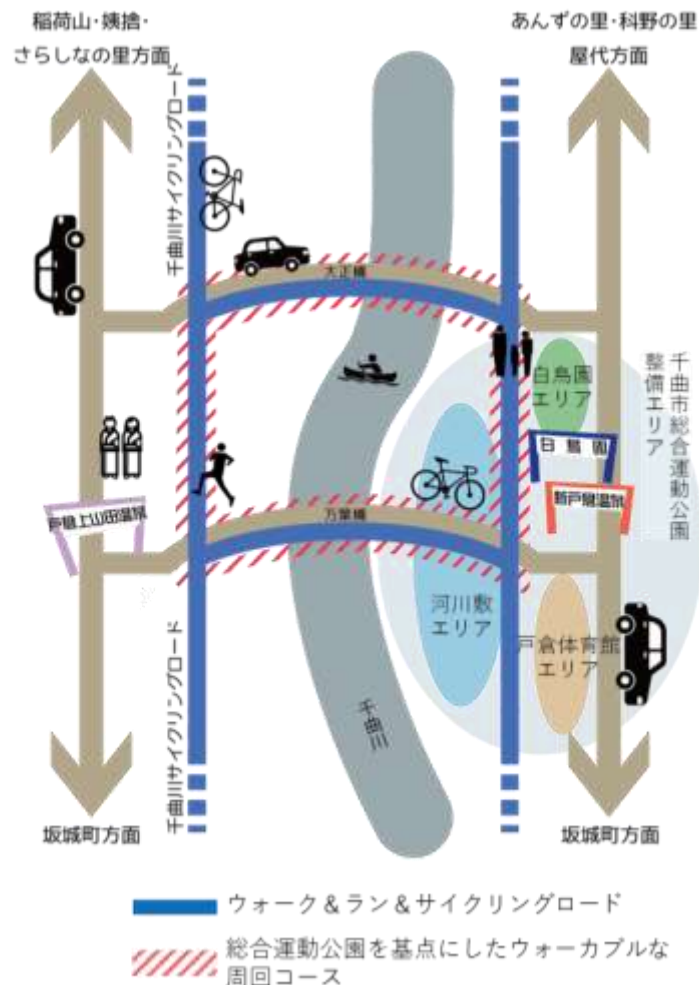 稲荷山･姨捨･
さらしなの里方面
あんずの里･科野の里
屋代方面
千曲川サイクリングロード
大正橋
白鳥園
エリア
千曲市総合運動公園
整備エリア
白鳥園
新戸倉温泉
戸倉上山田温泉
万葉橋
河川敷
エリア
戸倉体育館
エリア
千曲川サイクリングロード
千曲川
坂城町方面
坂城町方面
ウォーク＆ラン＆サイクリングロード
総合運動公園を基点にしたウォーカブルな
周回コース